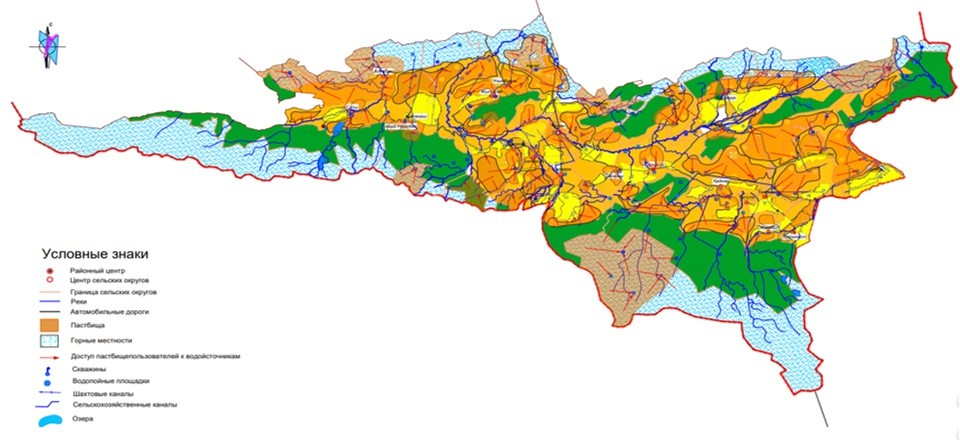 с
Условные знаки
Районный центр
Центр сельских округов
Граница сельских округов
Реки
Автомобильные дороги
Пастбища
Горные местности
Доступ пастбищепользователей к водоисточникам
Скважины
Водопойные площадки
Шахтовые каналы
Сельскохозяйственные каналы
Озера